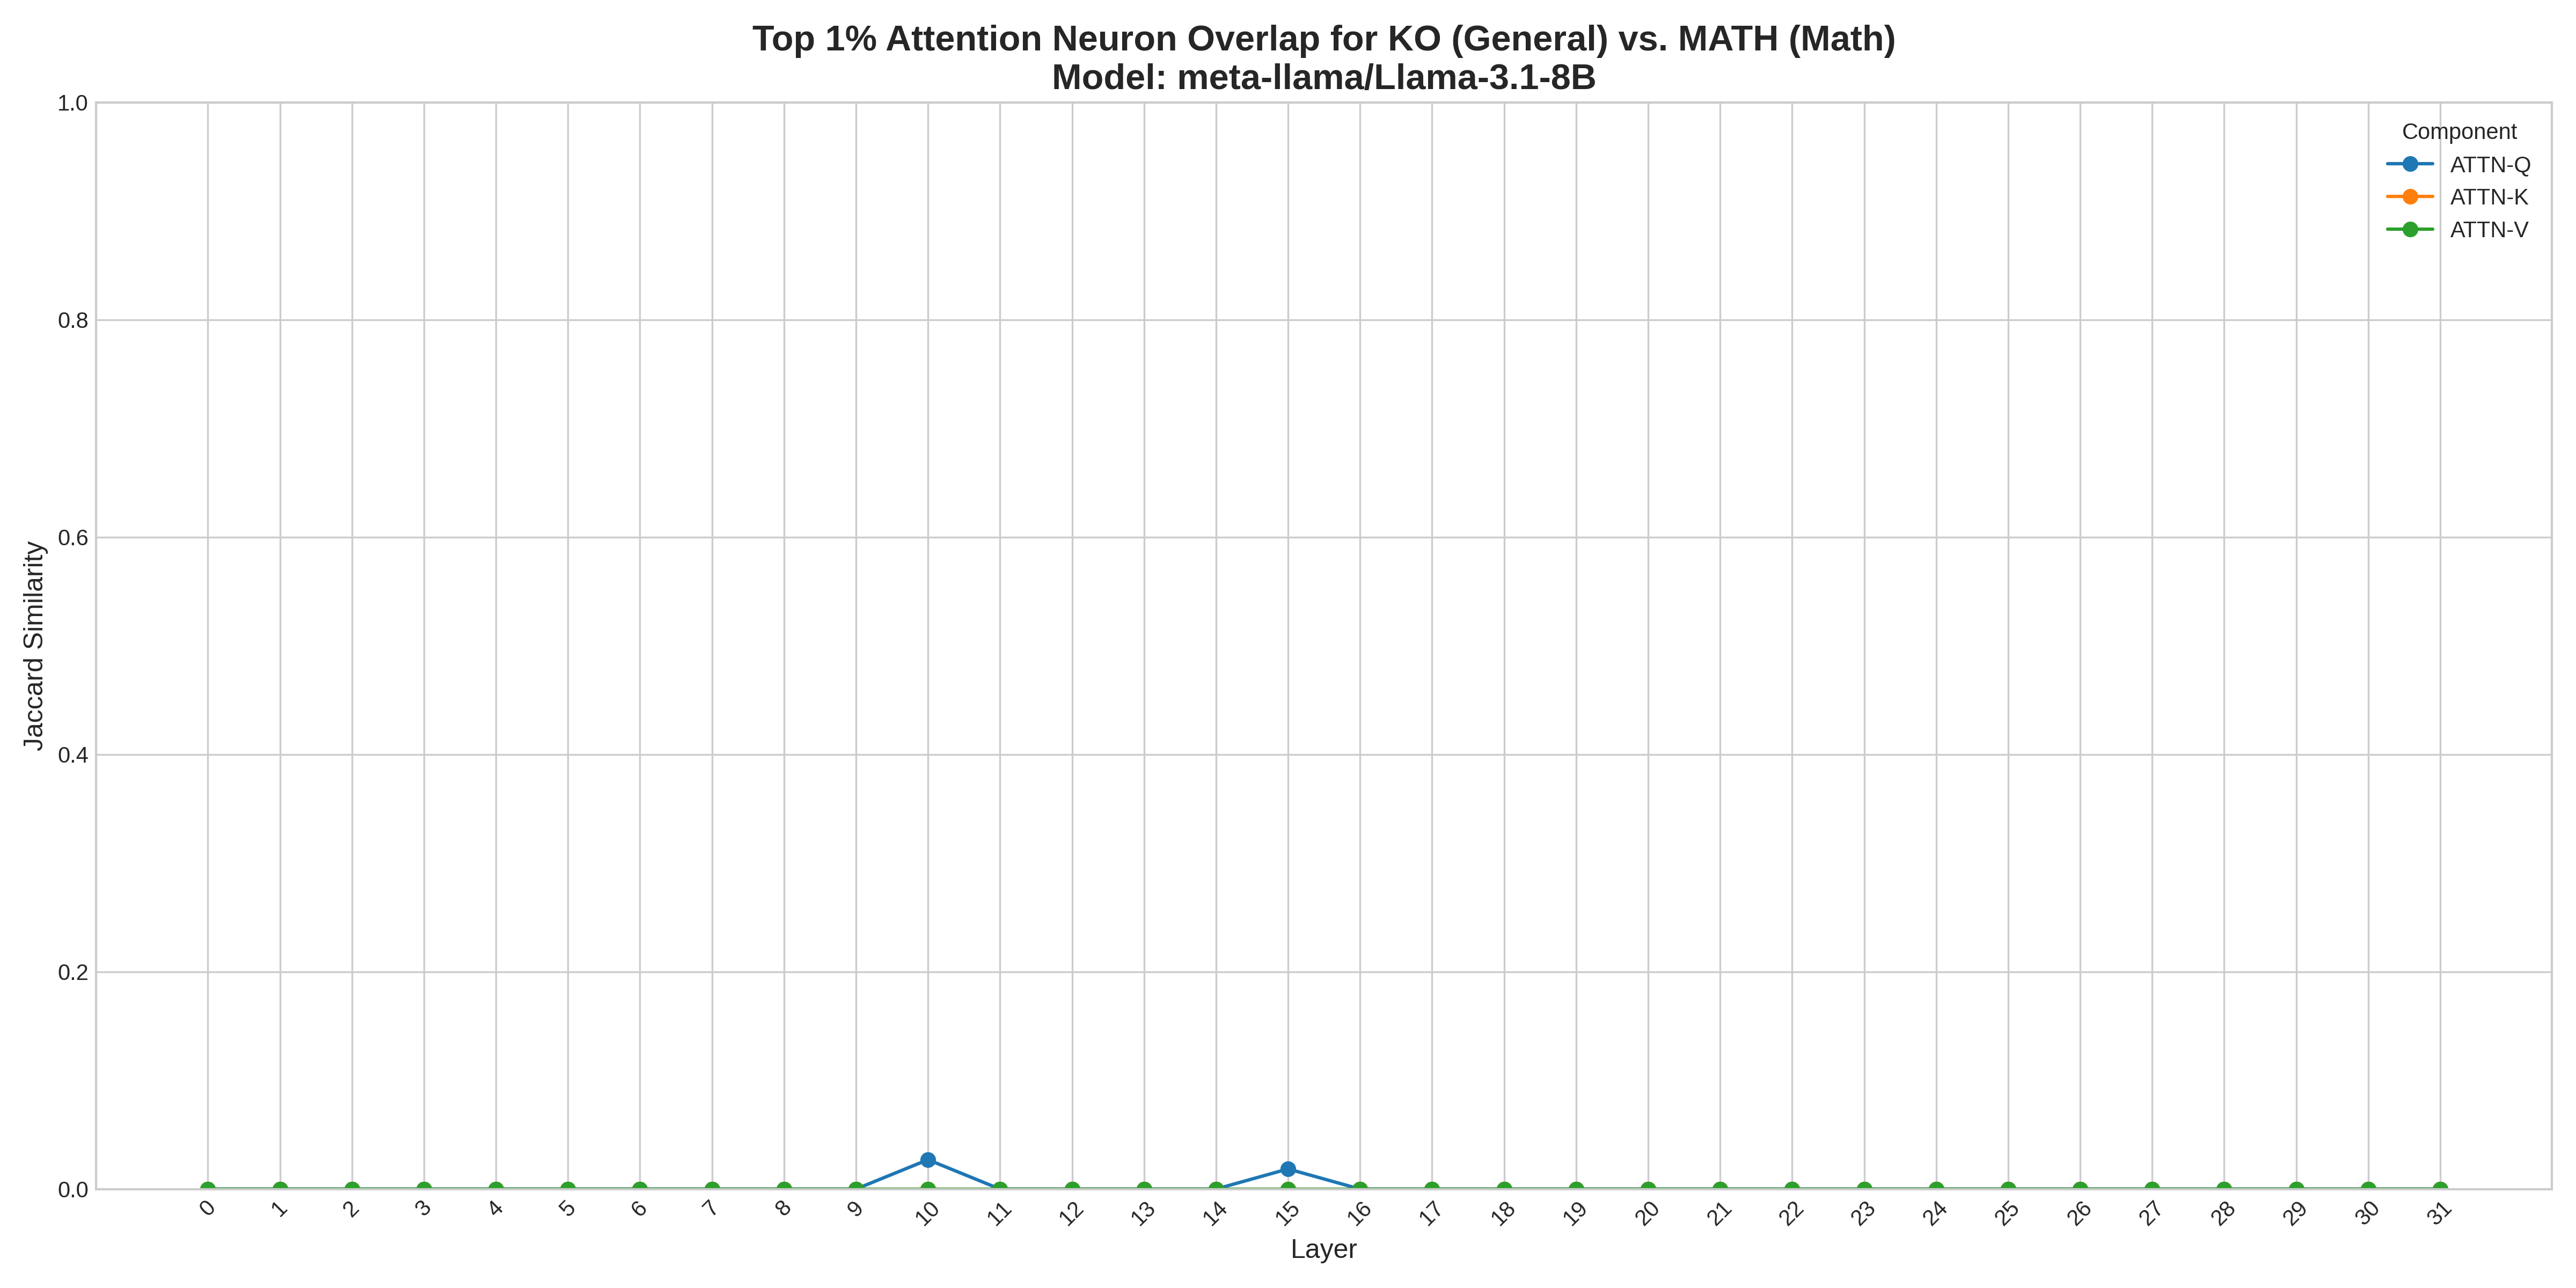 Top 1% Attention Neuron Overlap for KO (General) vs. MATH (Math)
Model: meta-llama/Llama-3.1-8B
Component
ATTN-Q
ATTN-K
ATTN-V
Jaccard Similarity
1.0
0.8
0.6
0.4
0.2
0.0
0 1 2 3 4 5 6 7 8 9 10 11 12 13 14 15 16 17 18 19 20 21 22 23 24 25 26 27 28 29 30 31
Layer